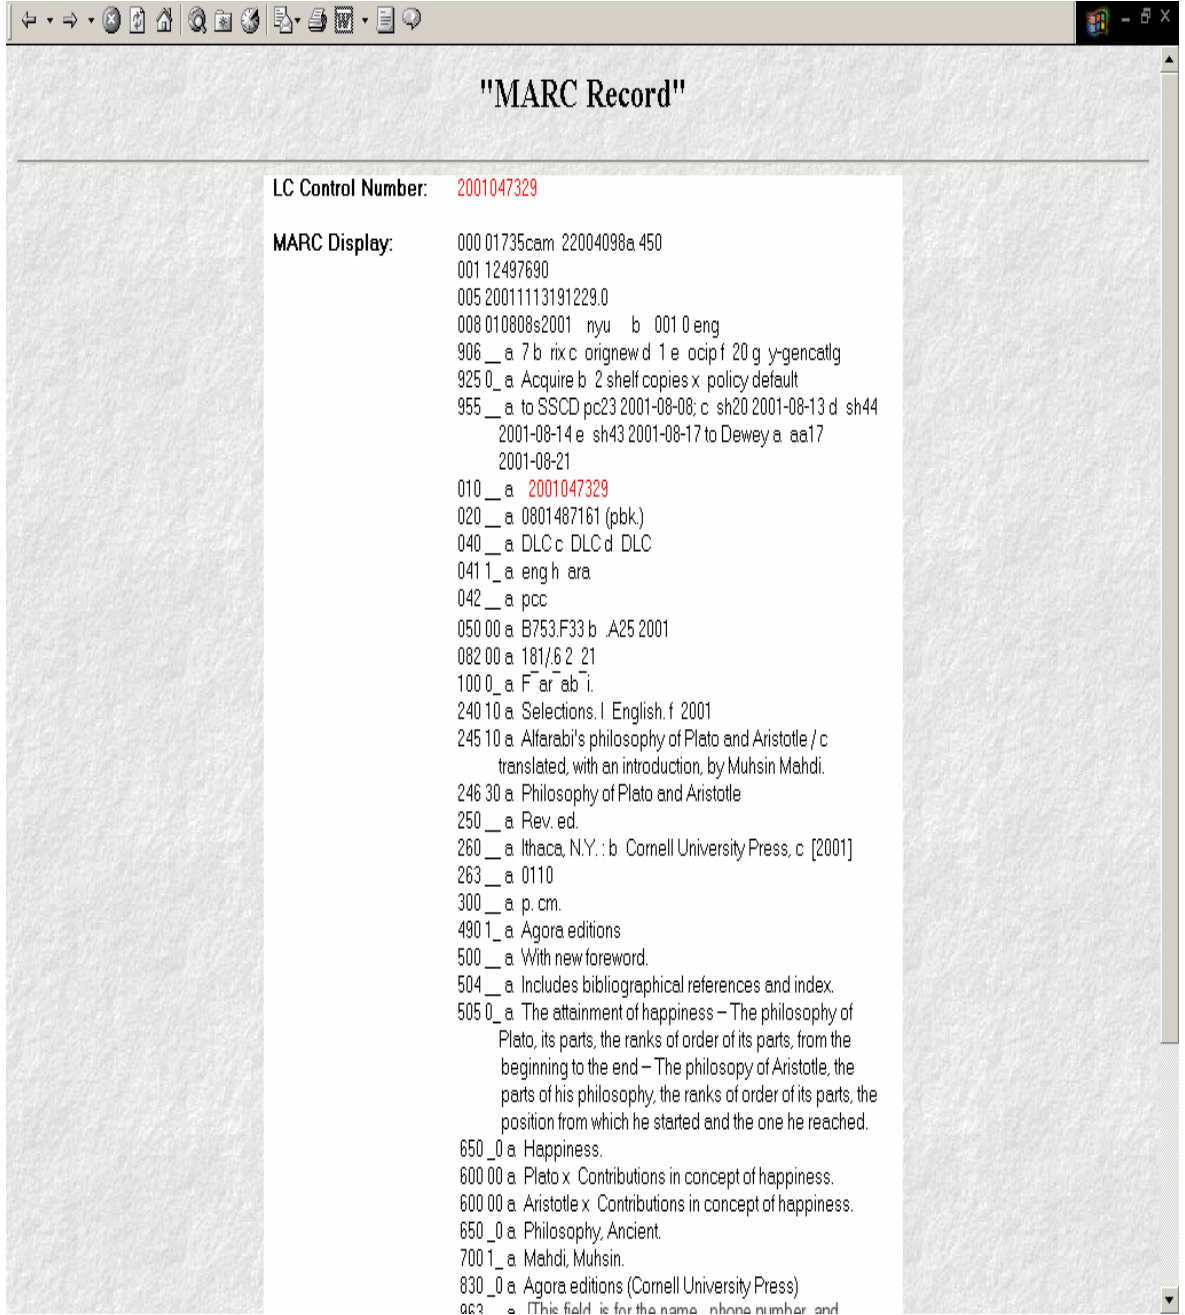 "MARC Record"
LC Control Number: 2001047329
MARC Display: 000 01735cam 22004098a 450
001 12497690
005 20011113191229.0
008 010808s2001 nyu b 001 0 eng
906 __ a 7 b rix c orignew d 1 e ocip f 20 g y-gencatlg
925 0_ a Acquire b 2 shelf copies x policy default
955 __ a to SSCD pc23 2001-08-08; c sh20 2001-08-13 d sh44
2001-08-14 e sh43 2001-08-17 to Dewey a aa17
2001-08-21
010 __ a 2001047329
020 __ a 0801487161 (pbk.)
040 __ a DLC c DLC d DLC
041 1_ a eng h ara
042 __ a pcc
050 00 a B753.F33 b .A25 2001
082 00 a 181/.6 2 21
100 0_ a F¯ar¯ab¯i.
240 10 a Selections. l English. f 2001
245 10 a Alfarabi's philosophy of Plato and Aristotle / c
translated, with an introduction, by Muhsin Mahdi.
246 30 a Philosophy of Plato and Aristotle
250 __ a Rev. ed.
260 __ a Ithaca, N.Y. : b Cornell University Press, c [2001]
263 __ a 0110
300 __ a p. cm.
490 1_ a Agora editions
500 __ a With new foreword.
504 __ a Includes bibliographical references and index.
505 0_ a The attainment of happiness – The philosophy of
Plato, its parts, the ranks of order of its parts, from the
beginning to the end – The philosopy of Aristotle, the
parts of his philosophy, the ranks of order of its parts, the
position from which he started and the one he reached.
650 _0 a Happiness.
600 00 a Plato x Contributions in concept of happiness.
600 00 a Aristotle x Contributions in concept of happiness.
650 _0 a Philosophy, Ancient.
700 1_ a Mahdi, Muhsin.
830 _0 a Agora editions (Cornell University Press)
963 __ a [This field is for the name, phone number, and